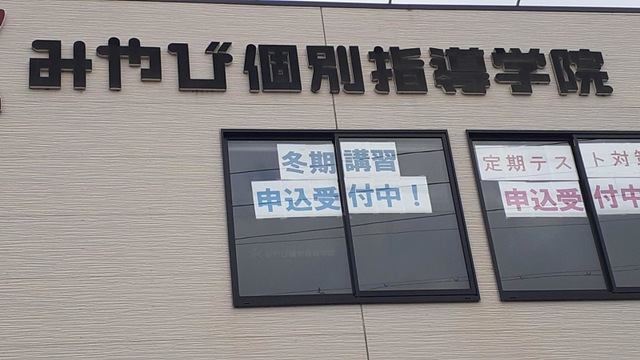 みやび個別指導学院
冬期講習
申込受付中！
定期テスト対策
申込受付中